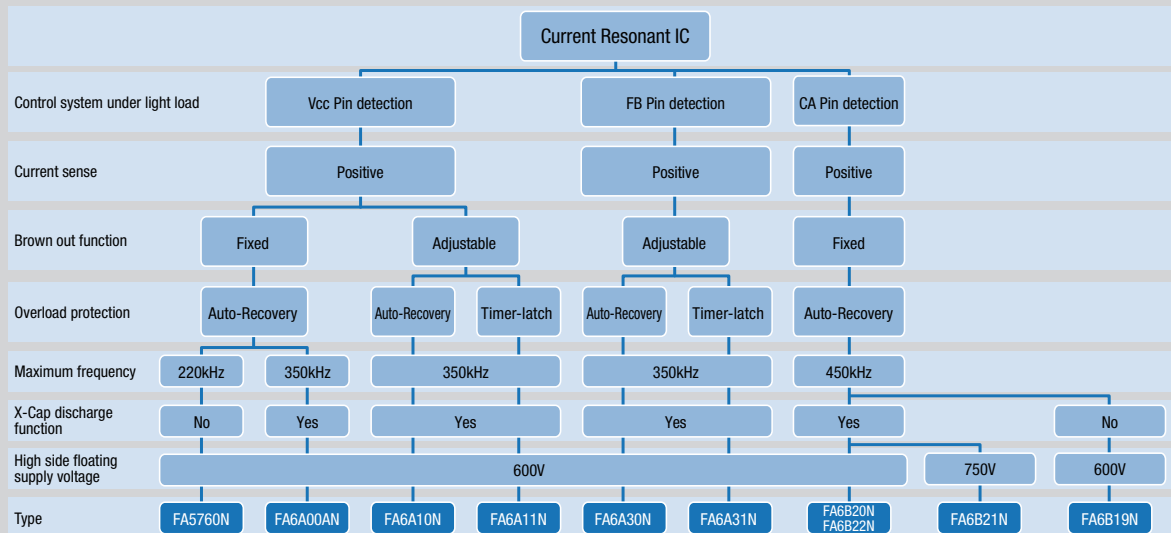 Current Resonant IC
Control system under light load
Vcc Pin detection
FB Pin detection
CA Pin detection
Current sense
Positive
Positive
Positive
Brown out function
Fixed
Adjustable
Adjustable
Fixed
Overload protection
Auto-Recovery
Auto-Recovery
Timer-latch
Auto-Recovery
Timer-latch
Auto-Recovery
Maximum frequency
220kHz
350kHz
350kHz
350kHz
450kHz
X-Cap discharge
function
No
Yes
Yes
Yes
Yes
No
High side floating
supply voltage
600V
750V
600V
Type
FA5760N
FA6A00AN
FA6A10N
FA6A11N
FA6A30N
FA6A31N
FA6B20N
FA6B22N
FA6B21N
FA6B19N